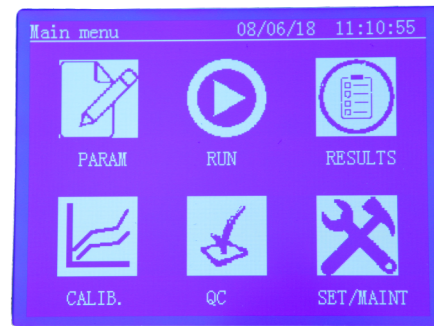 Main menu 08/06/18 11:10:55
PARAM RUN RESULTS
CALIB. QC SET/MAINT